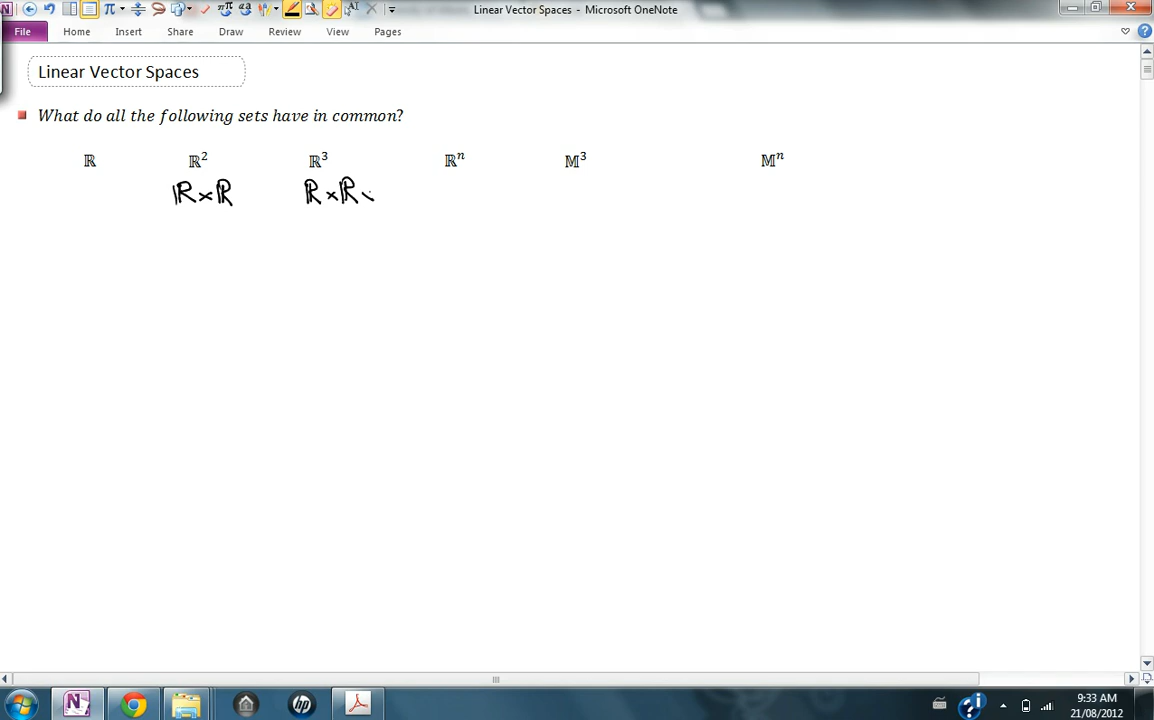 Linear Vector Spaces - Microsoft OneNote
File Home Insert Share Draw Review View Pages
Linear Vector Spaces
What do all the following sets have in common?
ℝ ℝ² ℝ³ ℝⁿ 𝕄³ 𝕄ⁿ
ℝ×ℝ ℝ×ℝ
9:33 AM
21/08/2012